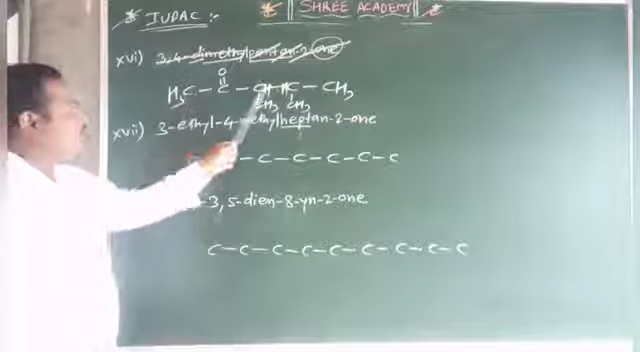 IUPAC :-
SHREE ACADEMY
xvi) 3,4-dimethylpentan-2-one
O
H3C - C - CH - HC - CH3
CH3 CH3
xvii) 3-ethyl-4-methylheptan-2-one
C - C - C - C - C
-3,5-dien-8-yn-2-one
C - C - C - C - C - C - C - C - C